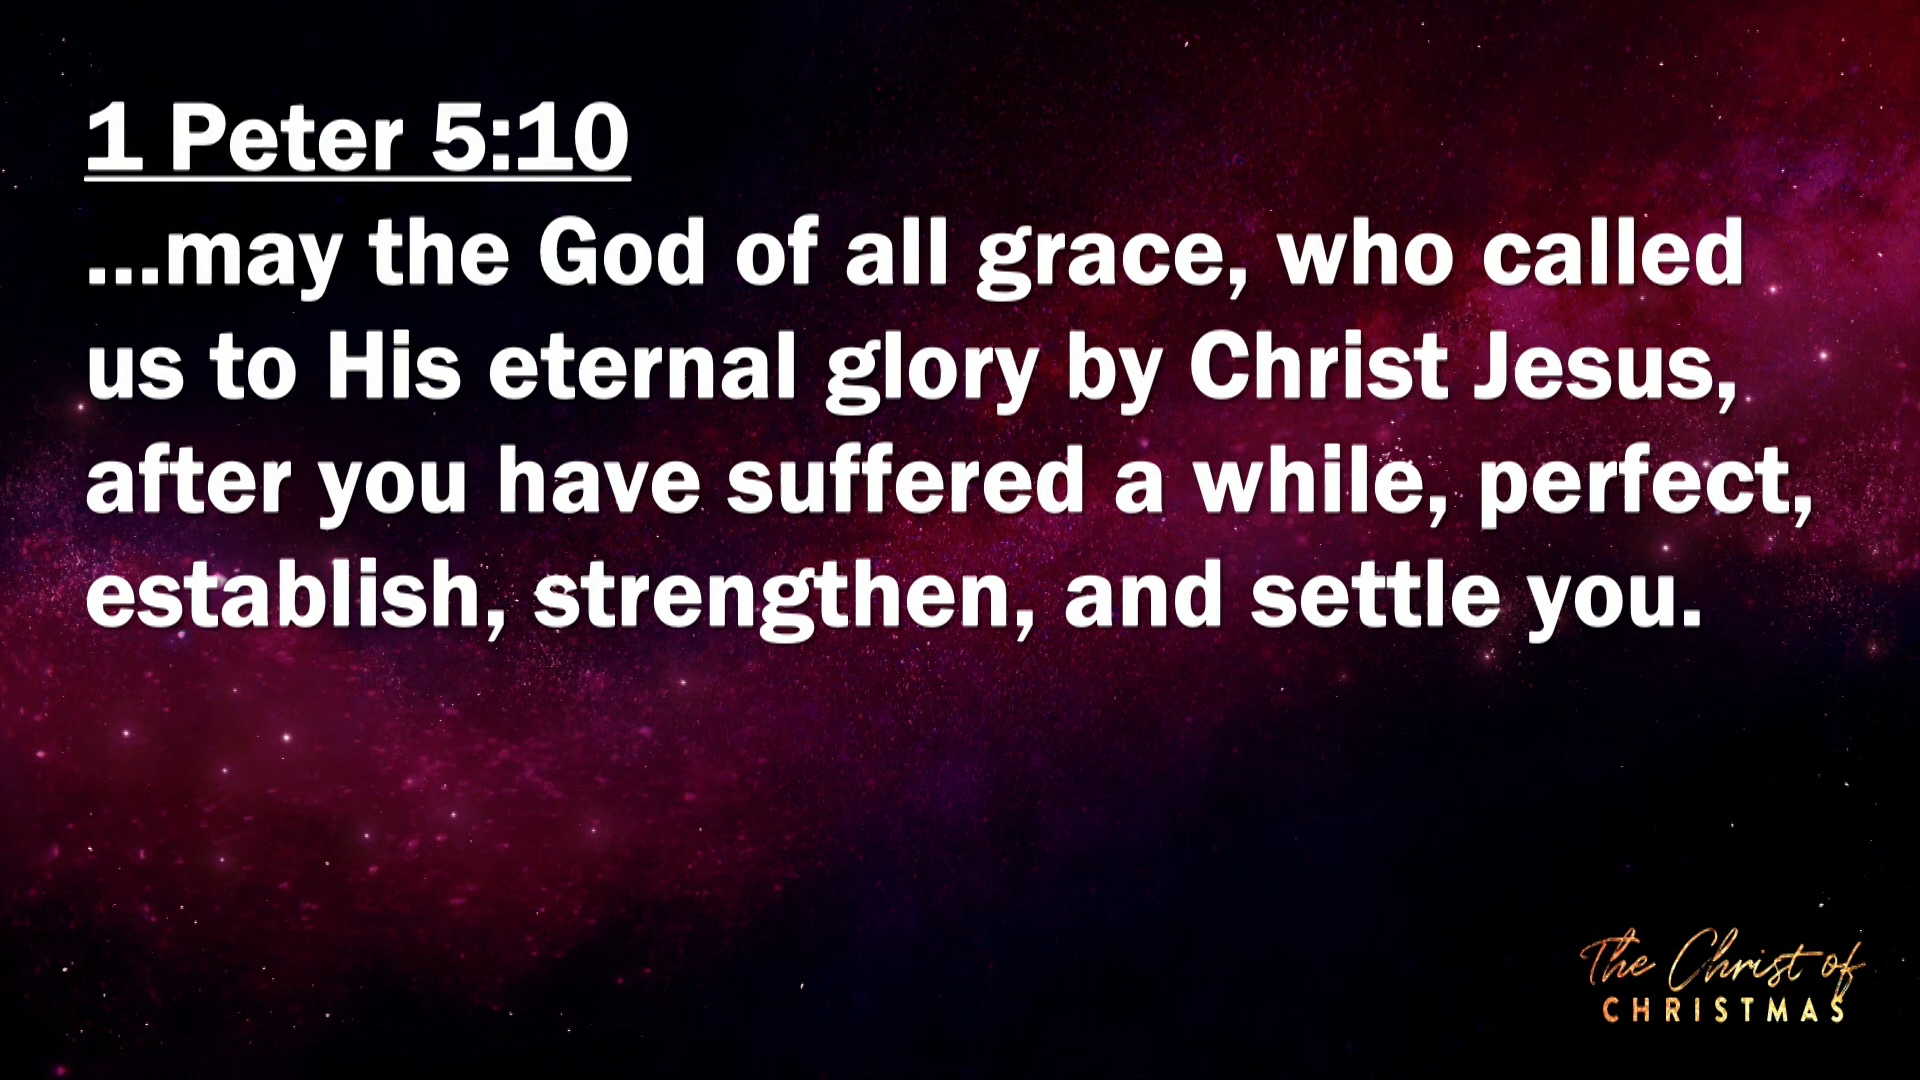 1 Peter 5:10
...may the God of all grace, who called
us to His eternal glory by Christ Jesus,
after you have suffered a while, perfect,
establish, strengthen, and settle you.
The Christ of
CHRISTMAS